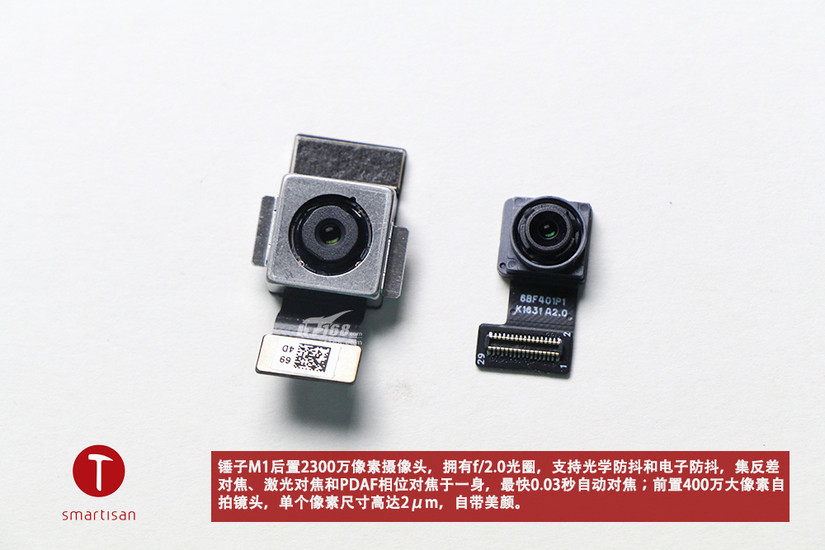 IT168.com
68F401P1
K1631 A2.0
2
29
1
69
4D
锤子M1后置2300万像素摄像头，拥有f/2.0光圈，支持光学防抖和电子防抖，集反差
对焦、激光对焦和PDAF相位对焦于一身，最快0.03秒自动对焦；前置400万大像素自
拍镜头，单个像素尺寸高达2μm，自带美颜。
smartisan